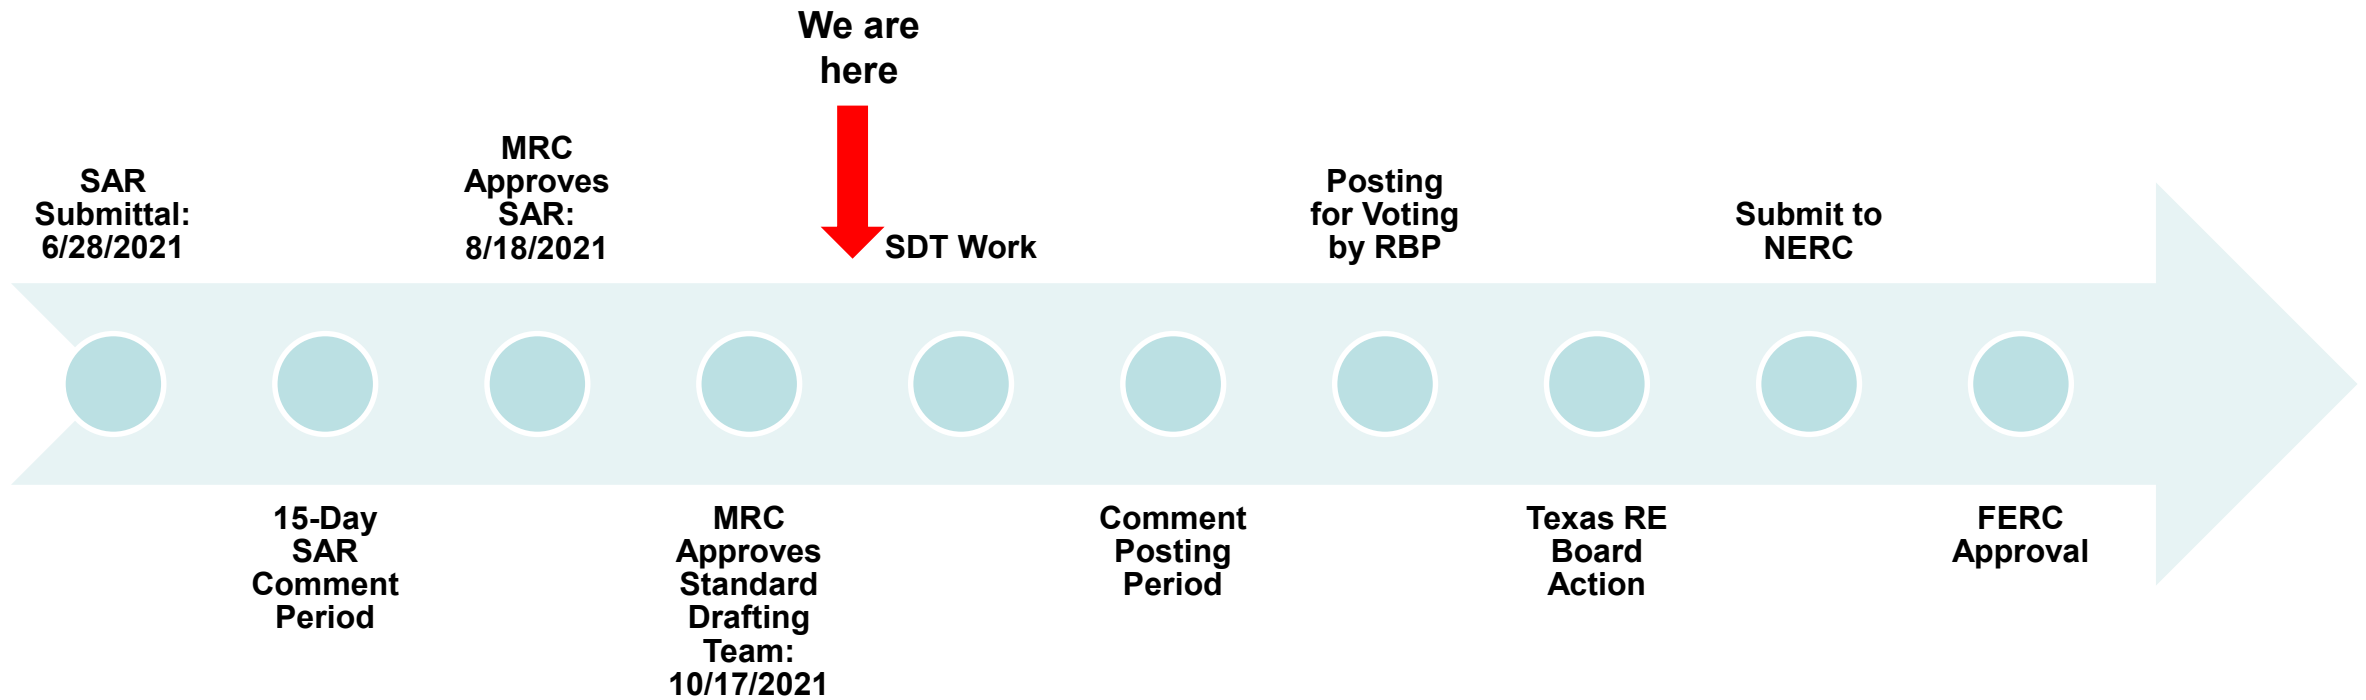 We are
here
SAR
Submittal:
6/28/2021
15-Day
SAR
Comment
Period
MRC
Approves
SAR:
8/18/2021
MRC
Approves
Standard
Drafting
Team:
10/17/2021
SDT Work
Comment
Posting
Period
Posting
for Voting
by RBP
Texas RE
Board
Action
Submit to
NERC
FERC
Approval